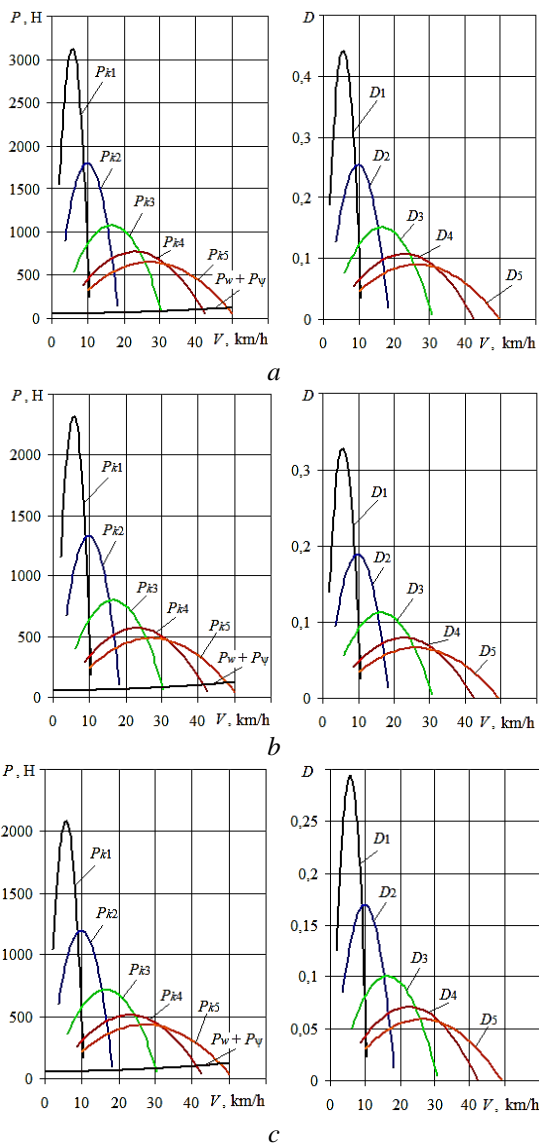 P, Н
3000
2500
2000
1500
1000
500
0
0 10 20 30 40
V, km/h
Pk1
Pk2
Pk3
Pk4
Pk5
Pw + Pψ
D
0,4
0,3
0,2
0,1
0
0 10 20 30 40
V, km/h
D1
D2
D3
D4
D5
a
P, Н
2000
1500
1000
500
0
0 10 20 30 40
V, km/h
Pk1
Pk2
Pk3
Pk4
Pk5
Pw + Pψ
D
0,3
0,2
0,1
0
0 10 20 30 40
V, km/h
D1
D2
D3
D4
D5
b
P, Н
2000
1500
1000
500
0
0 10 20 30 40
V, km/h
Pk1
Pk2
Pk3
Pk4
Pk5
Pw + Pψ
D
0,25
0,2
0,15
0,1
0,05
0
0 10 20 30 40
V, km/h
D1
D2
D3
D4
D5
c